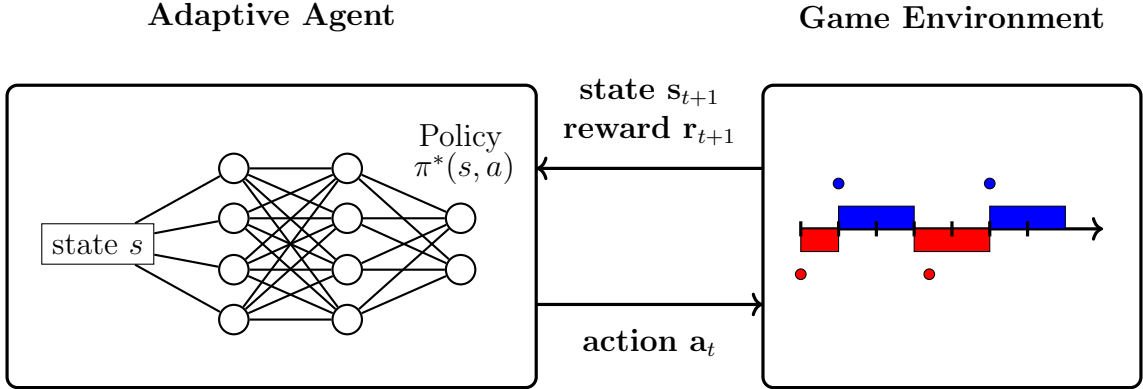 Adaptive Agent
Game Environment
state s_{t+1}
reward r_{t+1}
Policy
π*(s, a)
state s
action a_t